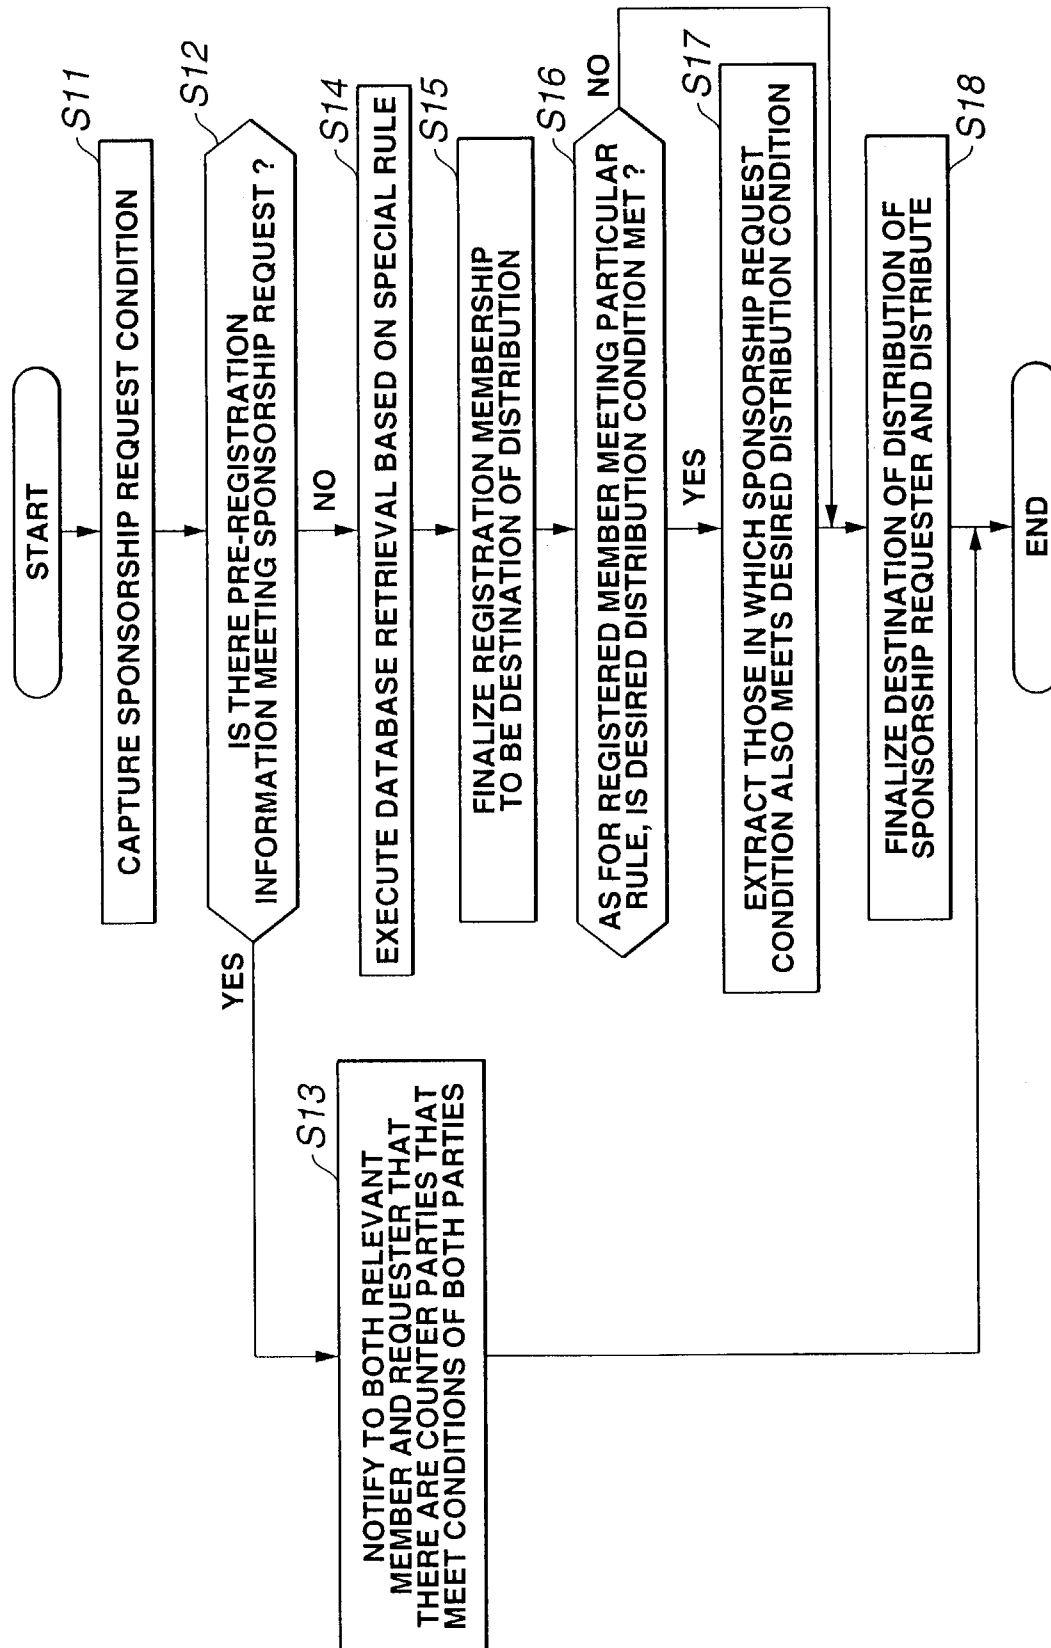 START
S11
CAPTURE SPONSORSHIP REQUEST CONDITION
S12
IS THERE PRE-REGISTRATION
INFORMATION MEETING SPONSORSHIP REQUEST ?
YES
NO
S13
NOTIFY TO BOTH RELEVANT
MEMBER AND REQUESTER THAT
THERE ARE COUNTER PARTIES THAT
MEET CONDITIONS OF BOTH PARTIES
S14
EXECUTE DATABASE RETRIEVAL BASED ON SPECIAL RULE
S15
FINALIZE REGISTRATION MEMBERSHIP
TO BE DESTINATION OF DISTRIBUTION
S16
AS FOR REGISTERED MEMBER MEETING PARTICULAR
RULE, IS DESIRED DISTRIBUTION CONDITION MET ?
NO
YES
S17
EXTRACT THOSE IN WHICH SPONSORSHIP REQUEST
CONDITION ALSO MEETS DESIRED DISTRIBUTION CONDITION
S18
FINALIZE DESTINATION OF DISTRIBUTION OF
SPONSORSHIP REQUESTER AND DISTRIBUTE
END